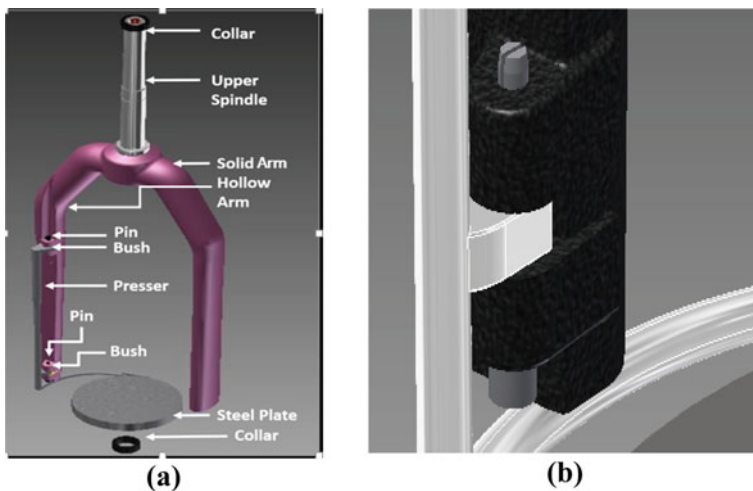 Collar
Upper
Spindle
Solid Arm
Hollow
Arm
Pin
Bush
Presser
Pin
Bush
Steel Plate
Collar
(a)
(b)